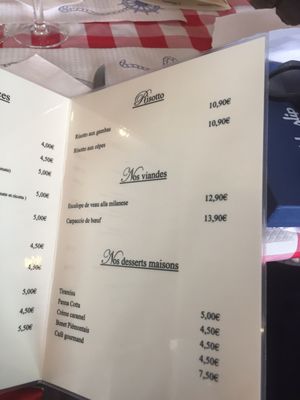 4,00€
4,50€
5,00€
5,00€
5,00€
4,50€
4,50€
5,00€
5,00€
5,50€
Risotto
Risotto aux gambas 10,90€
Risotto aux cèpes 10,90€
Nos viandes
Escalope de veau alla milanese 12,90€
Carpaccio de bœuf 13,90€
Nos desserts maisons
Tiramisu 5,00€
Panna Cotta 4,50€
Crème caramel 4,50€
Bonet Piémontais 4,50€
Café gourmand 7,50€